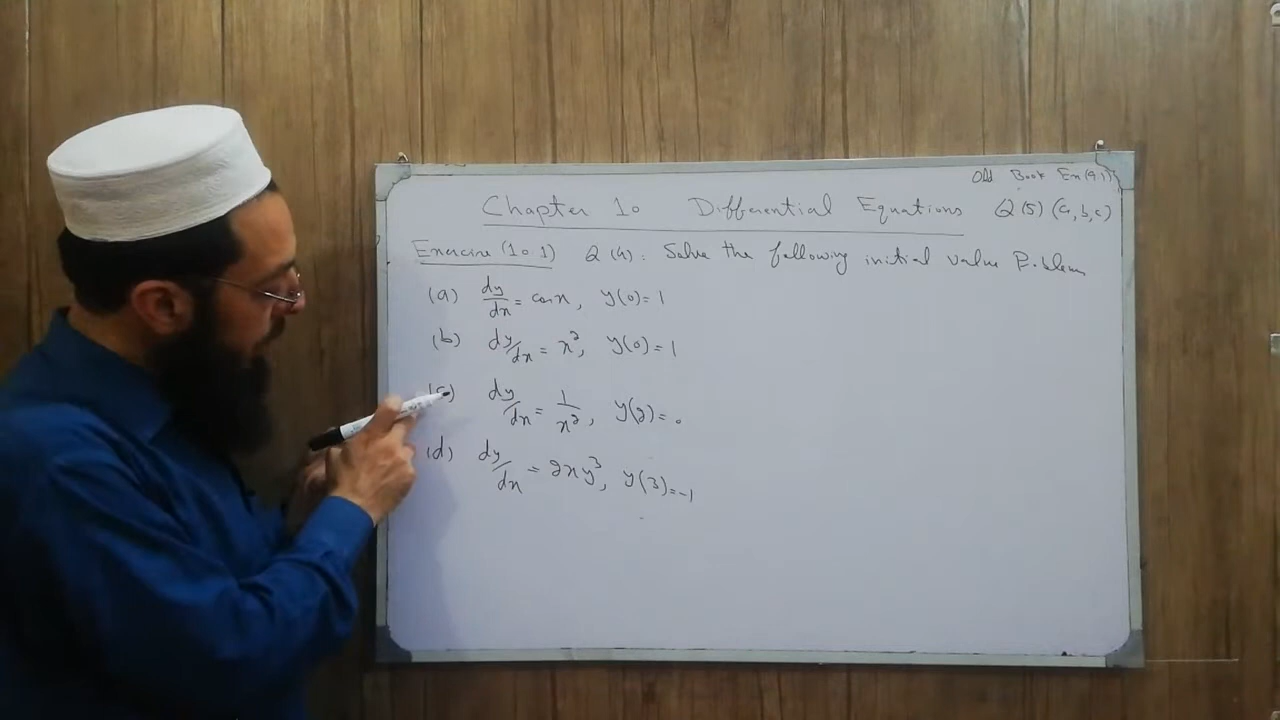 Old Book Ex(9.1)
Chapter 10 Differential Equations Q(5) (a,b,c)
Exercise (10.1) Q(4): Solve the following initial value Problem
(a) dy/dx = cosx, y(0)=1
(b) dy/dx = x², y(0)=1
(c) dy/dx = 1/x², y(2)=0
(d) dy/dx = 2xy³, y(3)=-1